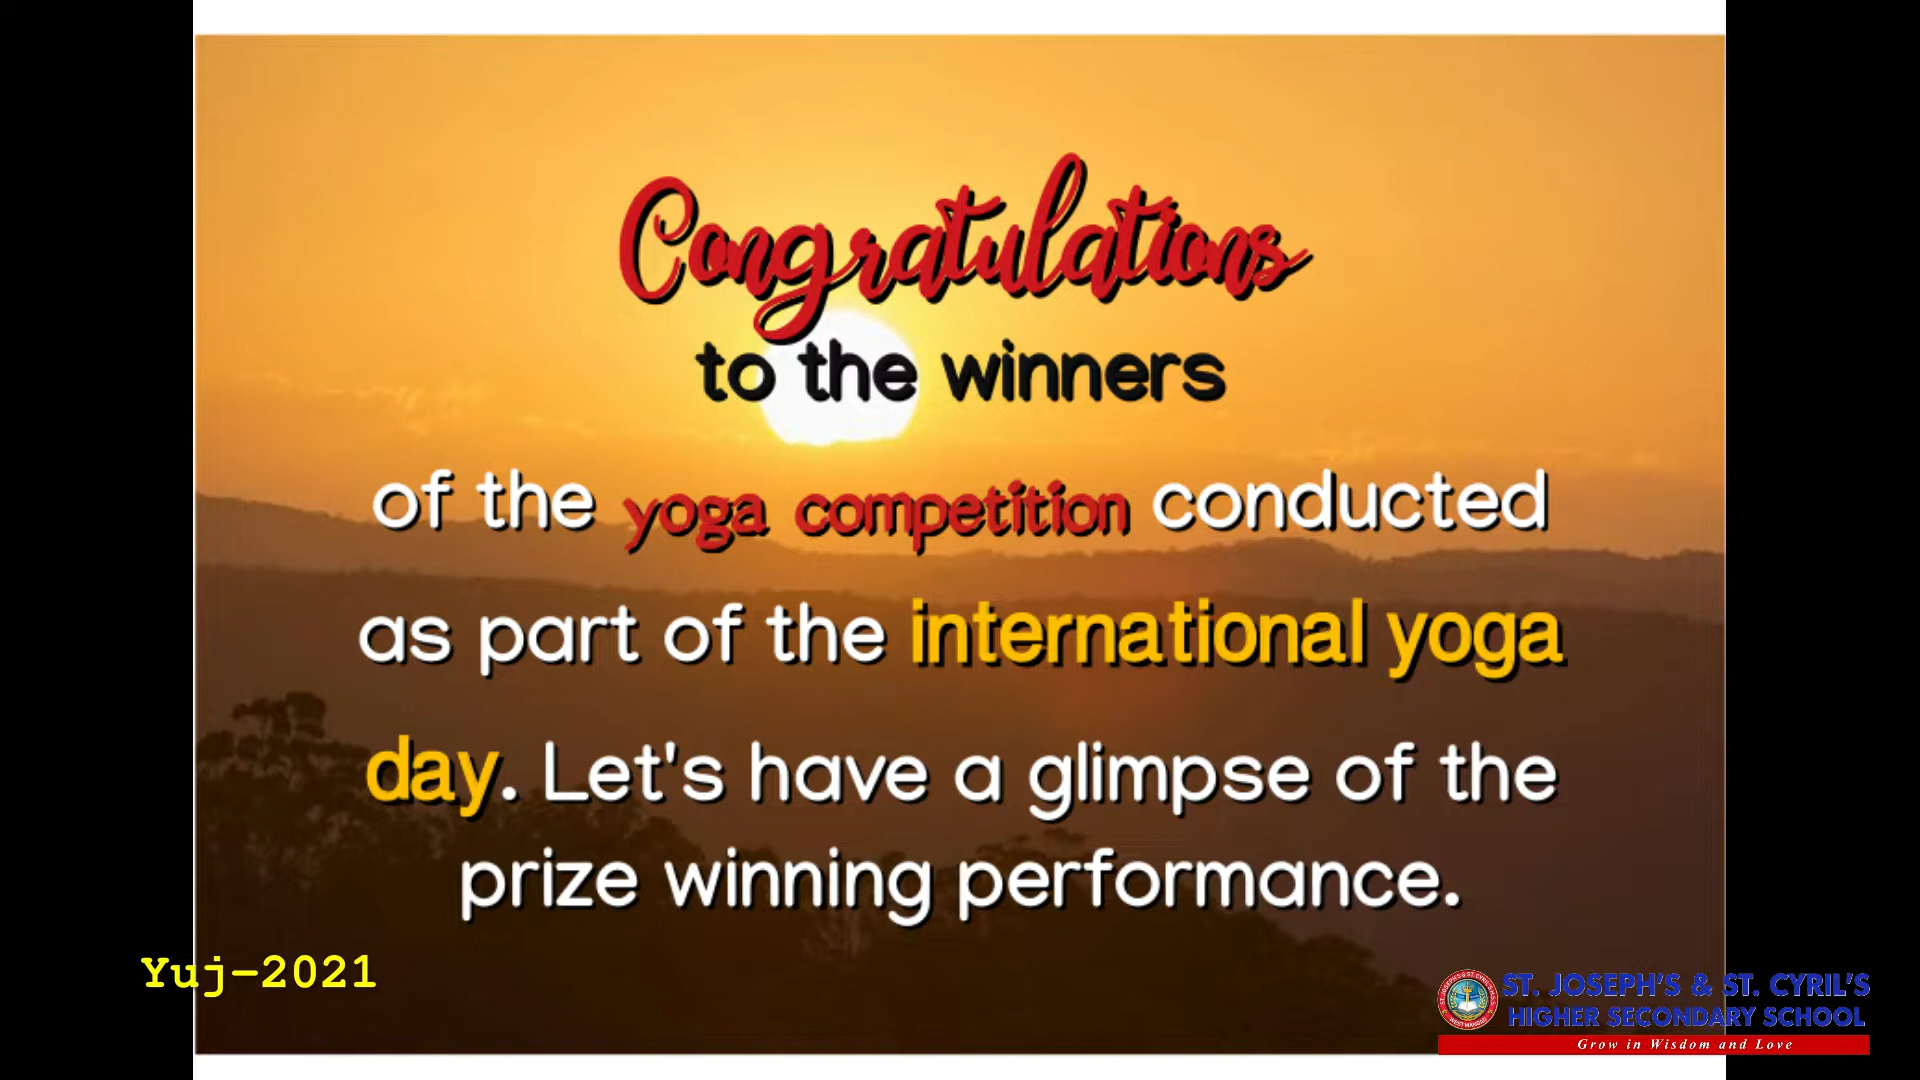 Congratulations
to the winners
of the yoga competition conducted
as part of the international yoga
day. Let's have a glimpse of the
prize winning performance.
Yuj-2021
ST. JOSEPH'S & ST. CYRIL'S
HIGHER SECONDARY SCHOOL
Grow in Wisdom and Love